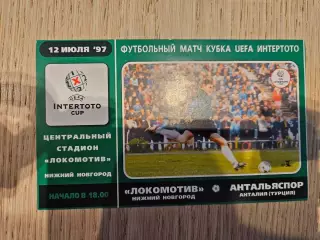 12 ИЮЛЯ '97
ФУТБОЛЬНЫЙ МАТЧ КУБКА UEFA ИНТЕРТОТО
INTERTOTO
CUP
ЦЕНТРАЛЬНЫЙ
СТАДИОН
«ЛОКОМОТИВ»
НИЖНИЙ НОВГОРОД
НАЧАЛО В 18.00
«ЛОКОМОТИВ»
НИЖНИЙ НОВГОРОД
АНТАЛЬЯСПОР
АНТАЛИЯ (ТУРЦИЯ)